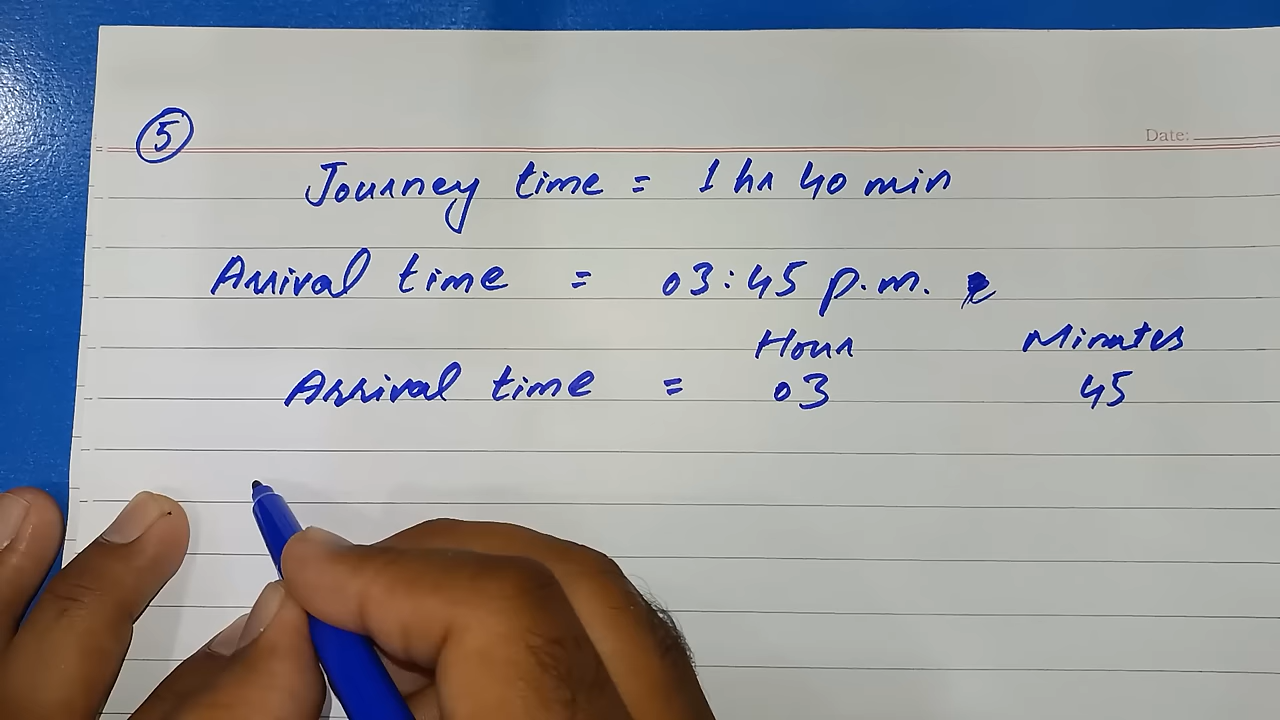 5
Date:
Journey time = 1 hr 40 min
Arrival time = 03:45 p.m.
Hour Minutes
Arrival time = 03 45